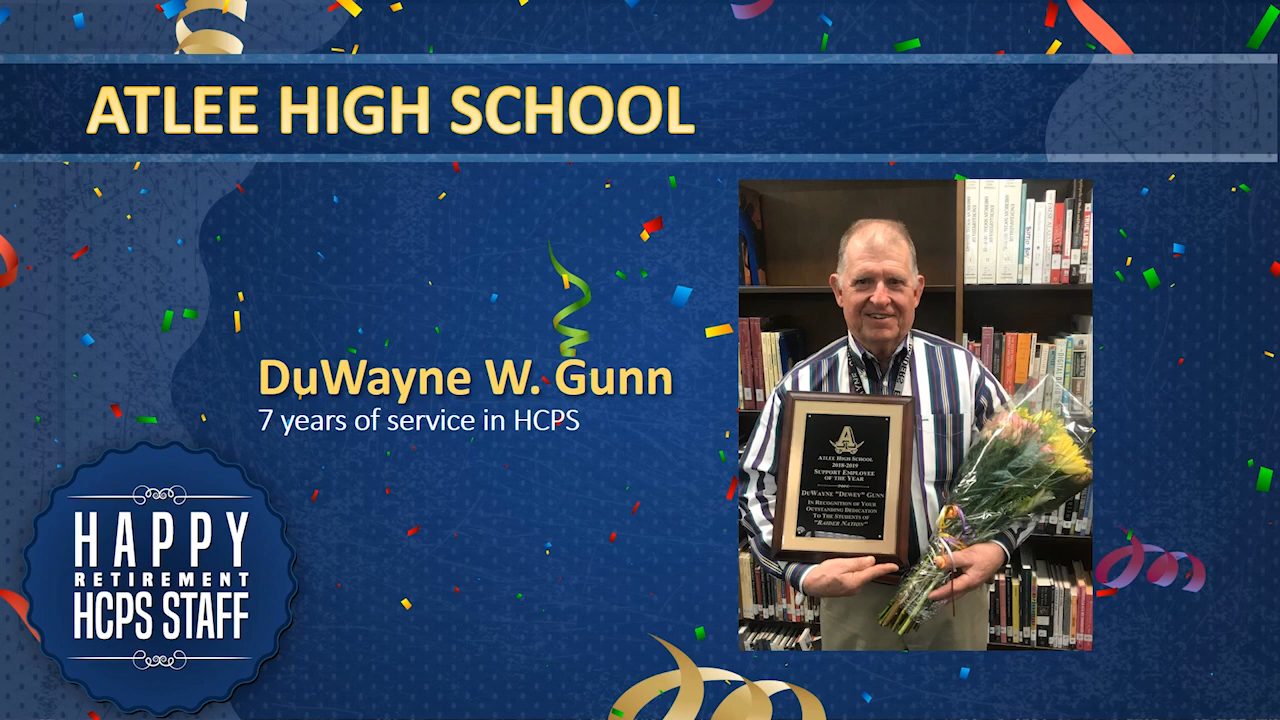 ATLEE HIGH SCHOOL
DuWayne W. Gunn
7 years of service in HCPS
HAPPY
RETIREMENT
HCPS STAFF
A
ATLEE HIGH SCHOOL
2018-2019
SUPPORT EMPLOYEE
OF THE YEAR
DUWAYNE "DEWEY" GUNN
IN RECOGNITION OF YOUR
OUTSTANDING DEDICATION
TO THE STUDENTS OF
"RAIDER NATION"